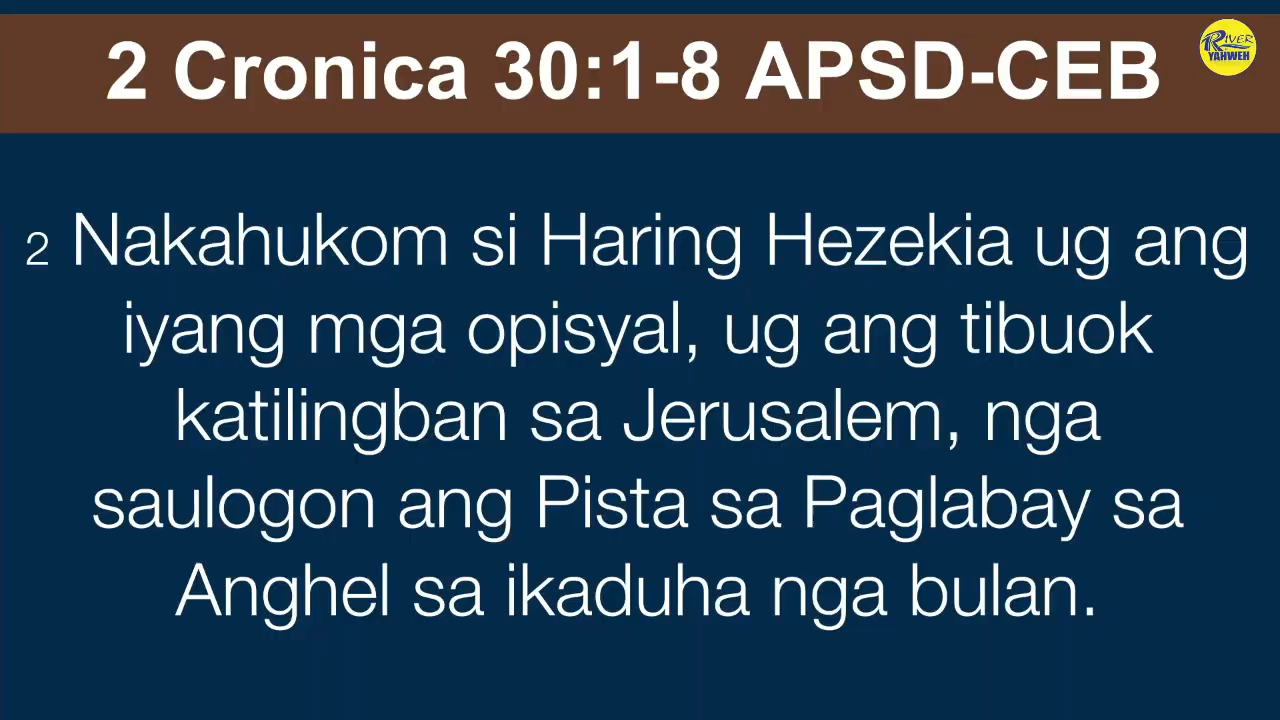 2 Cronica 30:1-8 APSD-CEB
RIVER
YAHWEH
2 Nakahukom si Haring Hezekia ug ang
iyang mga opisyal, ug ang tibuok
katilingban sa Jerusalem, nga
saulogon ang Pista sa Paglabay sa
Anghel sa ikaduha nga bulan.